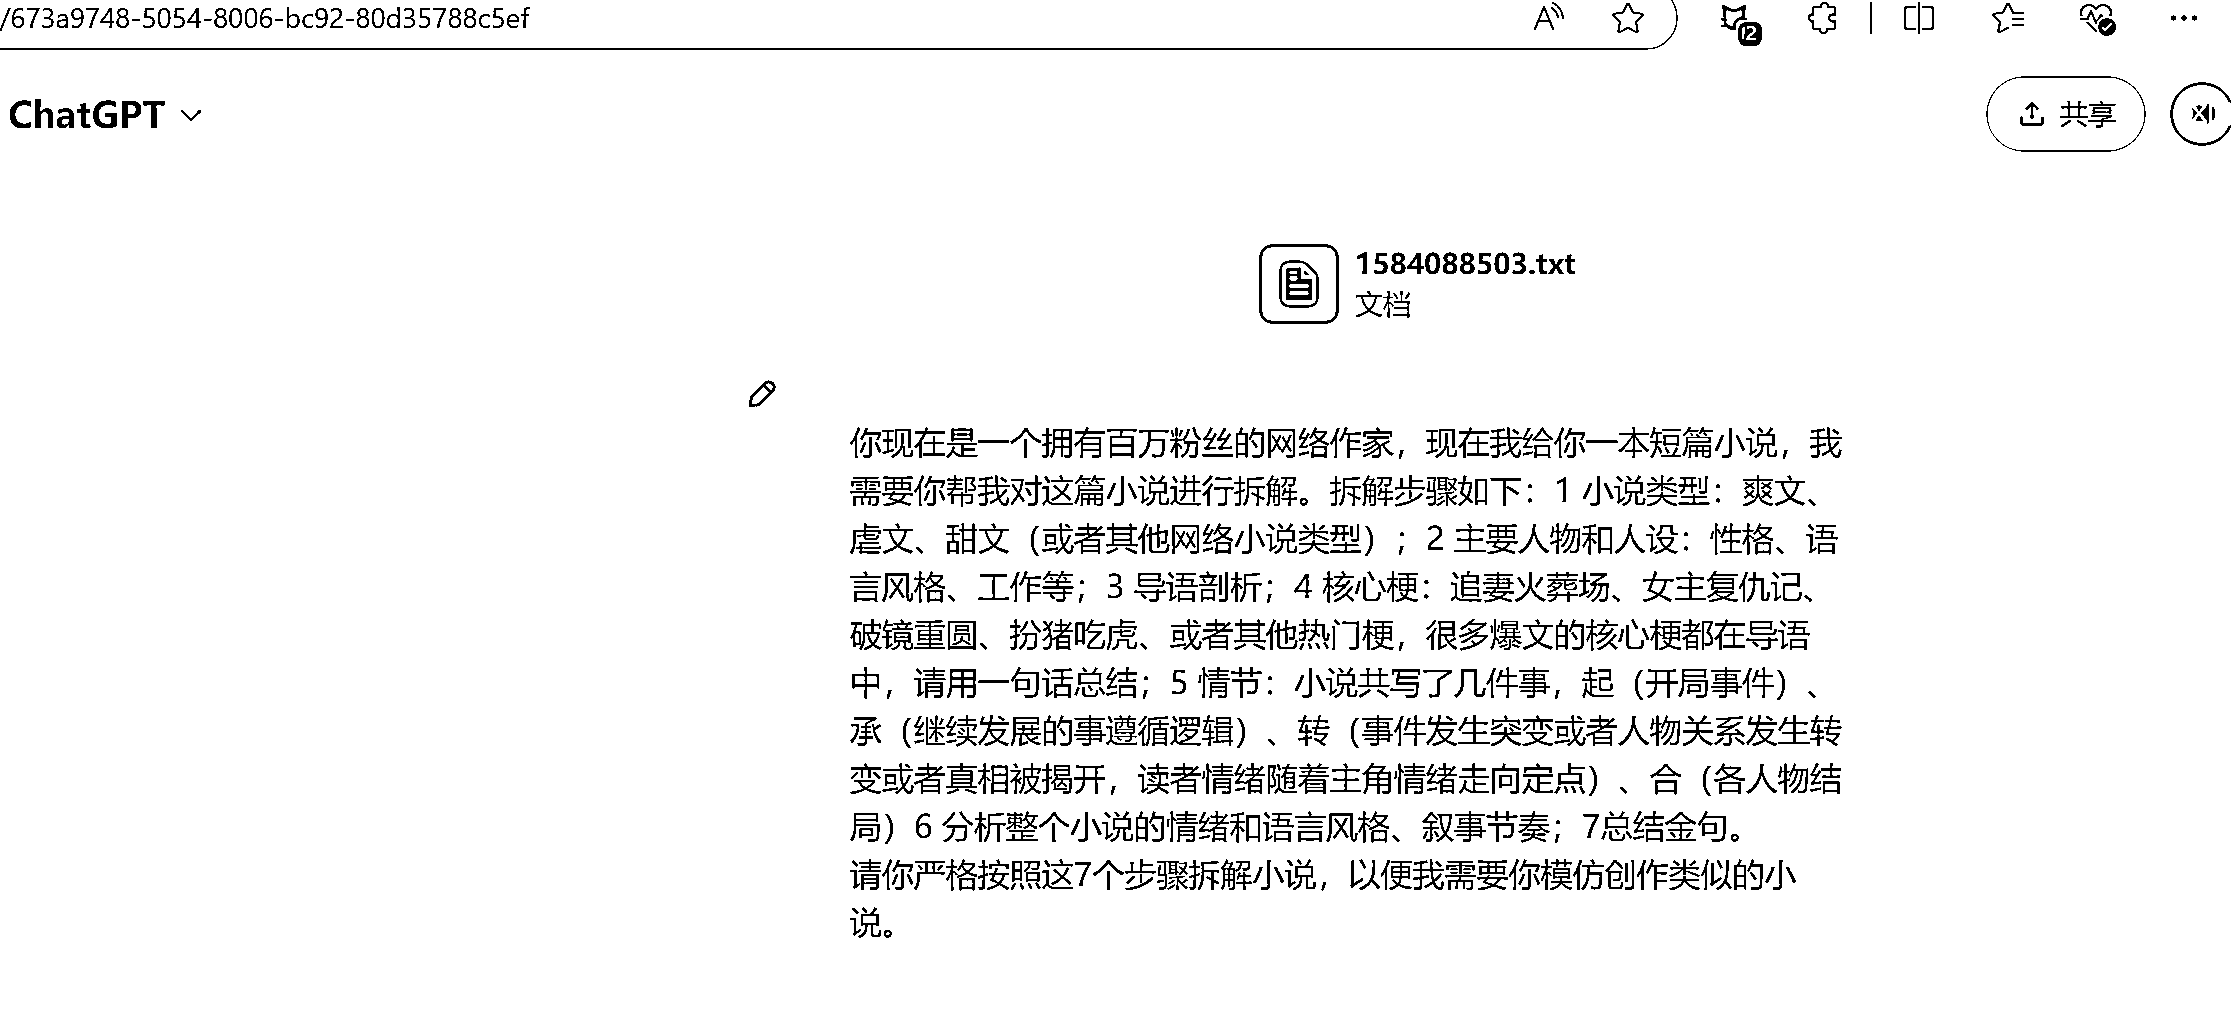 /673a9748-5054-8006-bc92-80d35788c5ef
12
ChatGPT
共享
1584088503.txt
文档
你现在是一个拥有百万粉丝的网络作家，现在我给你一本短篇小说，我
需要你帮我对这篇小说进行拆解。拆解步骤如下：1 小说类型：爽文、
虐文、甜文（或者其他网络小说类型）；2 主要人物和人设：性格、语
言风格、工作等；3 导语剖析；4 核心梗：追妻火葬场、女主复仇记、
破镜重圆、扮猪吃虎、或者其他热门梗，很多爆文的核心梗都在导语
中，请用一句话总结；5 情节：小说共写了几件事，起（开局事件）、
承（继续发展的事遵循逻辑）、转（事件发生突变或者人物关系发生转
变或者真相被揭开，读者情绪随着主角情绪走向定点）、合（各人物结
局）6 分析整个小说的情绪和语言风格、叙事节奏；7总结金句。
请你严格按照这7个步骤拆解小说，以便我需要你模仿创作类似的小
说。